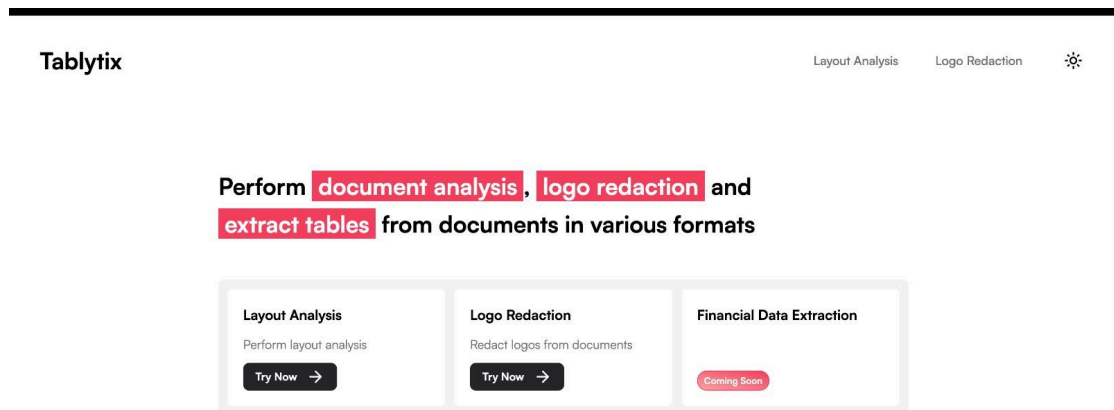 Tablytix
Layout Analysis
Logo Redaction
Perform document analysis, logo redaction and
extract tables from documents in various formats
Layout Analysis
Perform layout analysis
Try Now
Logo Redaction
Redact logos from documents
Try Now
Financial Data Extraction
Coming Soon